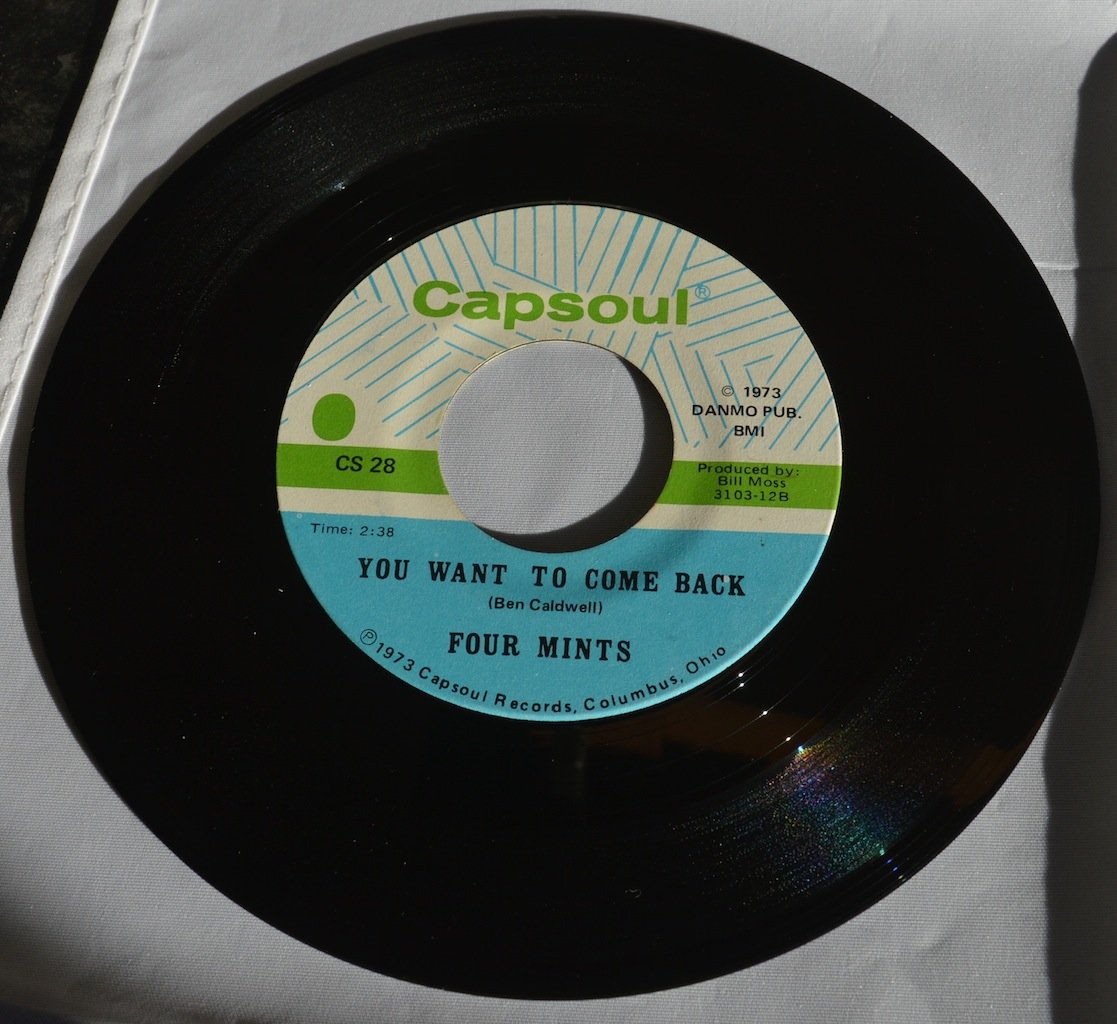 Capsoul®
© 1973
DANMO PUB.
BMI
CS 28
Produced by:
Bill Moss
3103-12B
Time: 2:38
YOU WANT TO COME BACK
(Ben Caldwell)
FOUR MINTS
℗1973 Capsoul Records, Columbus, Ohio